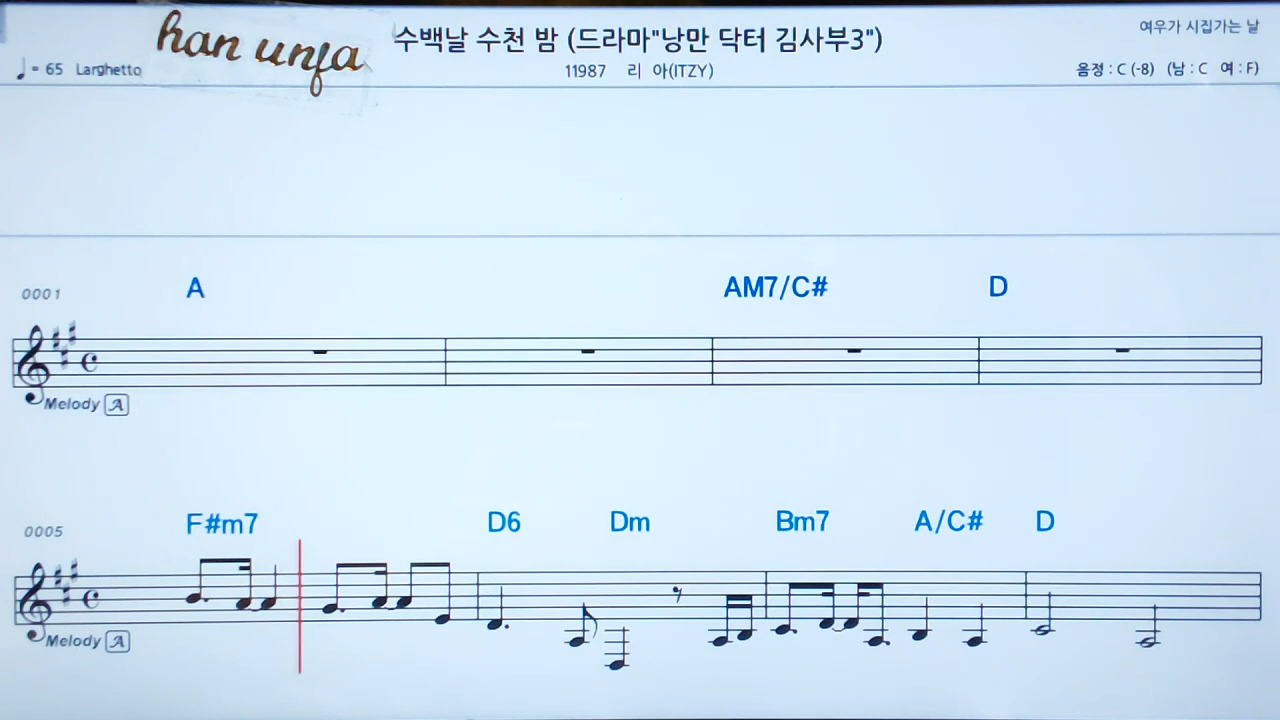 han unfa
수백날 수천 밤 (드라마"낭만 닥터 김사부3")
여우가 시집가는 날
♩= 65 Larghetto
11987 리 아(ITZY)
음정 : C (-8) (남 : C 여 : F)
0001 A AM7/C# D
Melody A
0005 F#m7 D6 Dm Bm7 A/C# D
Melody A